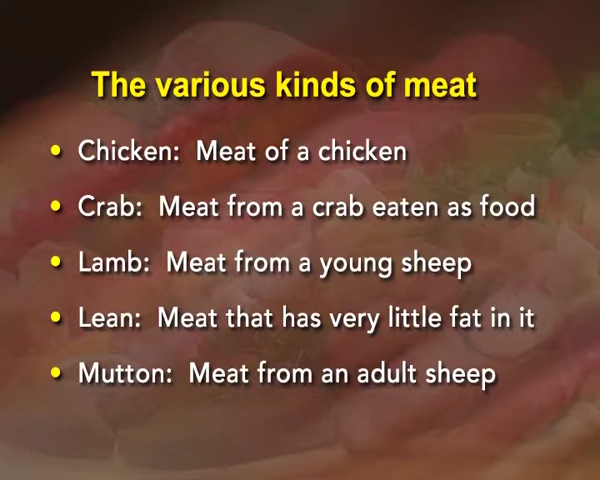 The various kinds of meat
• Chicken: Meat of a chicken
• Crab: Meat from a crab eaten as food
• Lamb: Meat from a young sheep
• Lean: Meat that has very little fat in it
• Mutton: Meat from an adult sheep